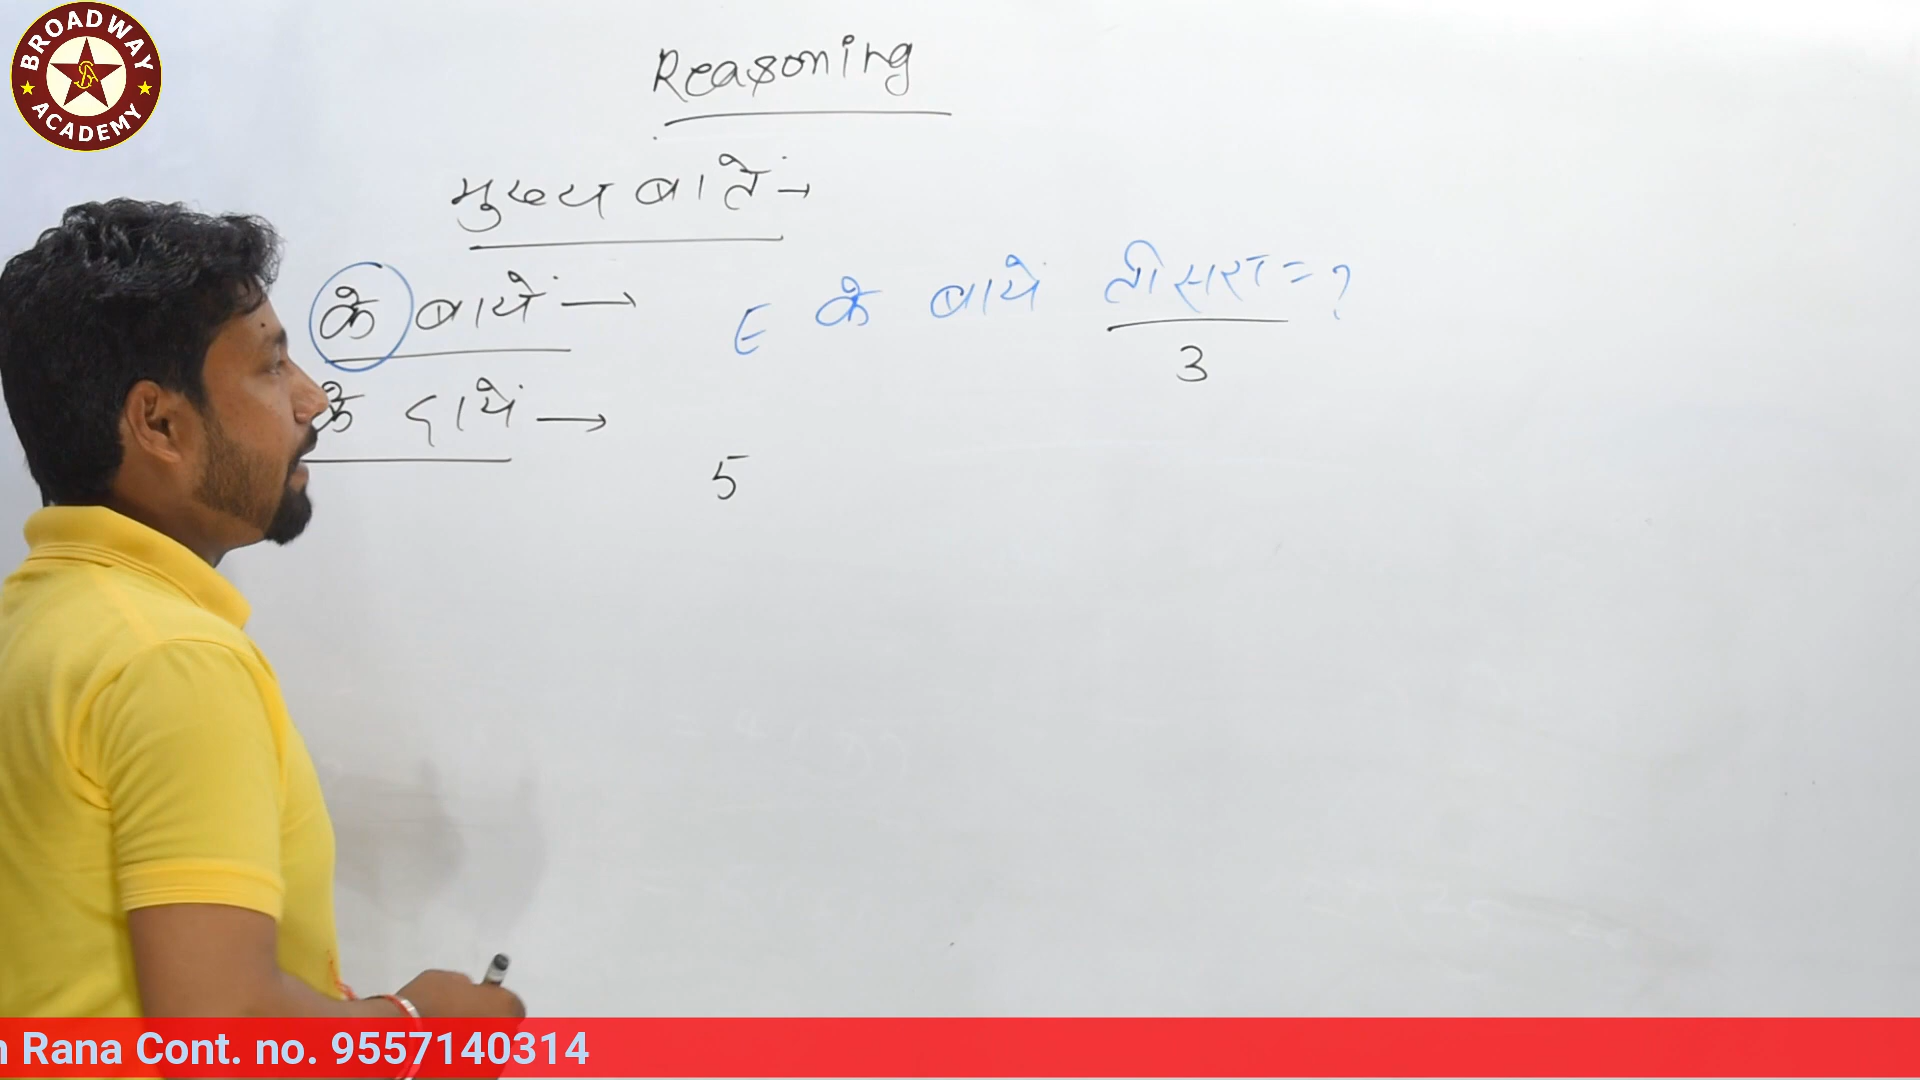 BROADWAY ACADEMY
Reasoning
मुख्य बातें →
के बायें → E के बायें तीसरा = ?
3
के दायें →
5
Rana Cont. no. 9557140314